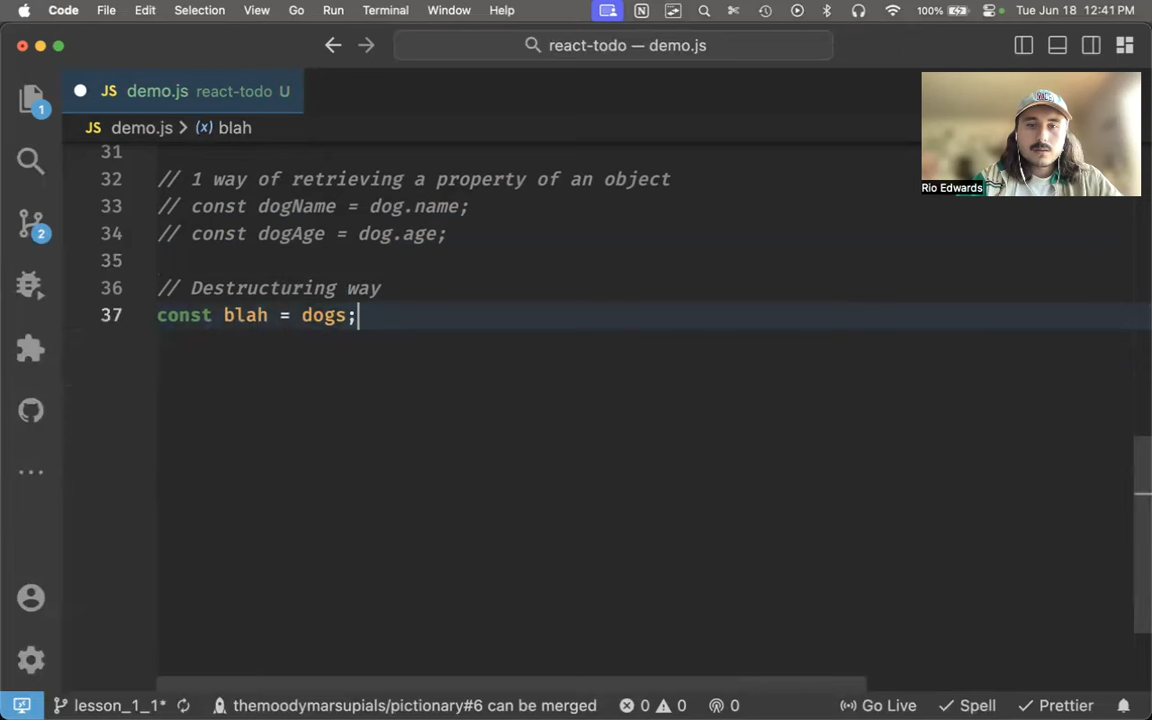 Code File Edit Selection View Go Run Terminal Window Help 100% Tue Jun 18 12:41 PM
react-todo — demo.js
JS demo.js react-todo U
JS demo.js > (x) blah
1
2
31
32 // 1 way of retrieving a property of an object
33 // const dogName = dog.name;
34 // const dogAge = dog.age;
35
36 // Destructuring way
37 const blah = dogs;
Rio Edwards
lesson_1_1* themoodymarsupials/pictionary#6 can be merged 0 0 0 Go Live Spell Prettier